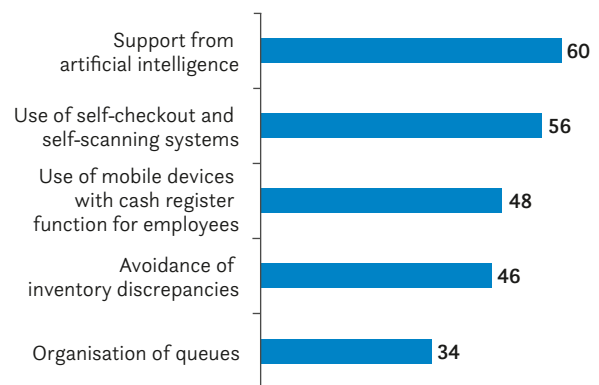 Support from
artificial intelligence
60
Use of self-checkout and
self-scanning systems
56
Use of mobile devices
with cash register
function for employees
48
Avoidance of
inventory discrepancies
46
Organisation of queues
34